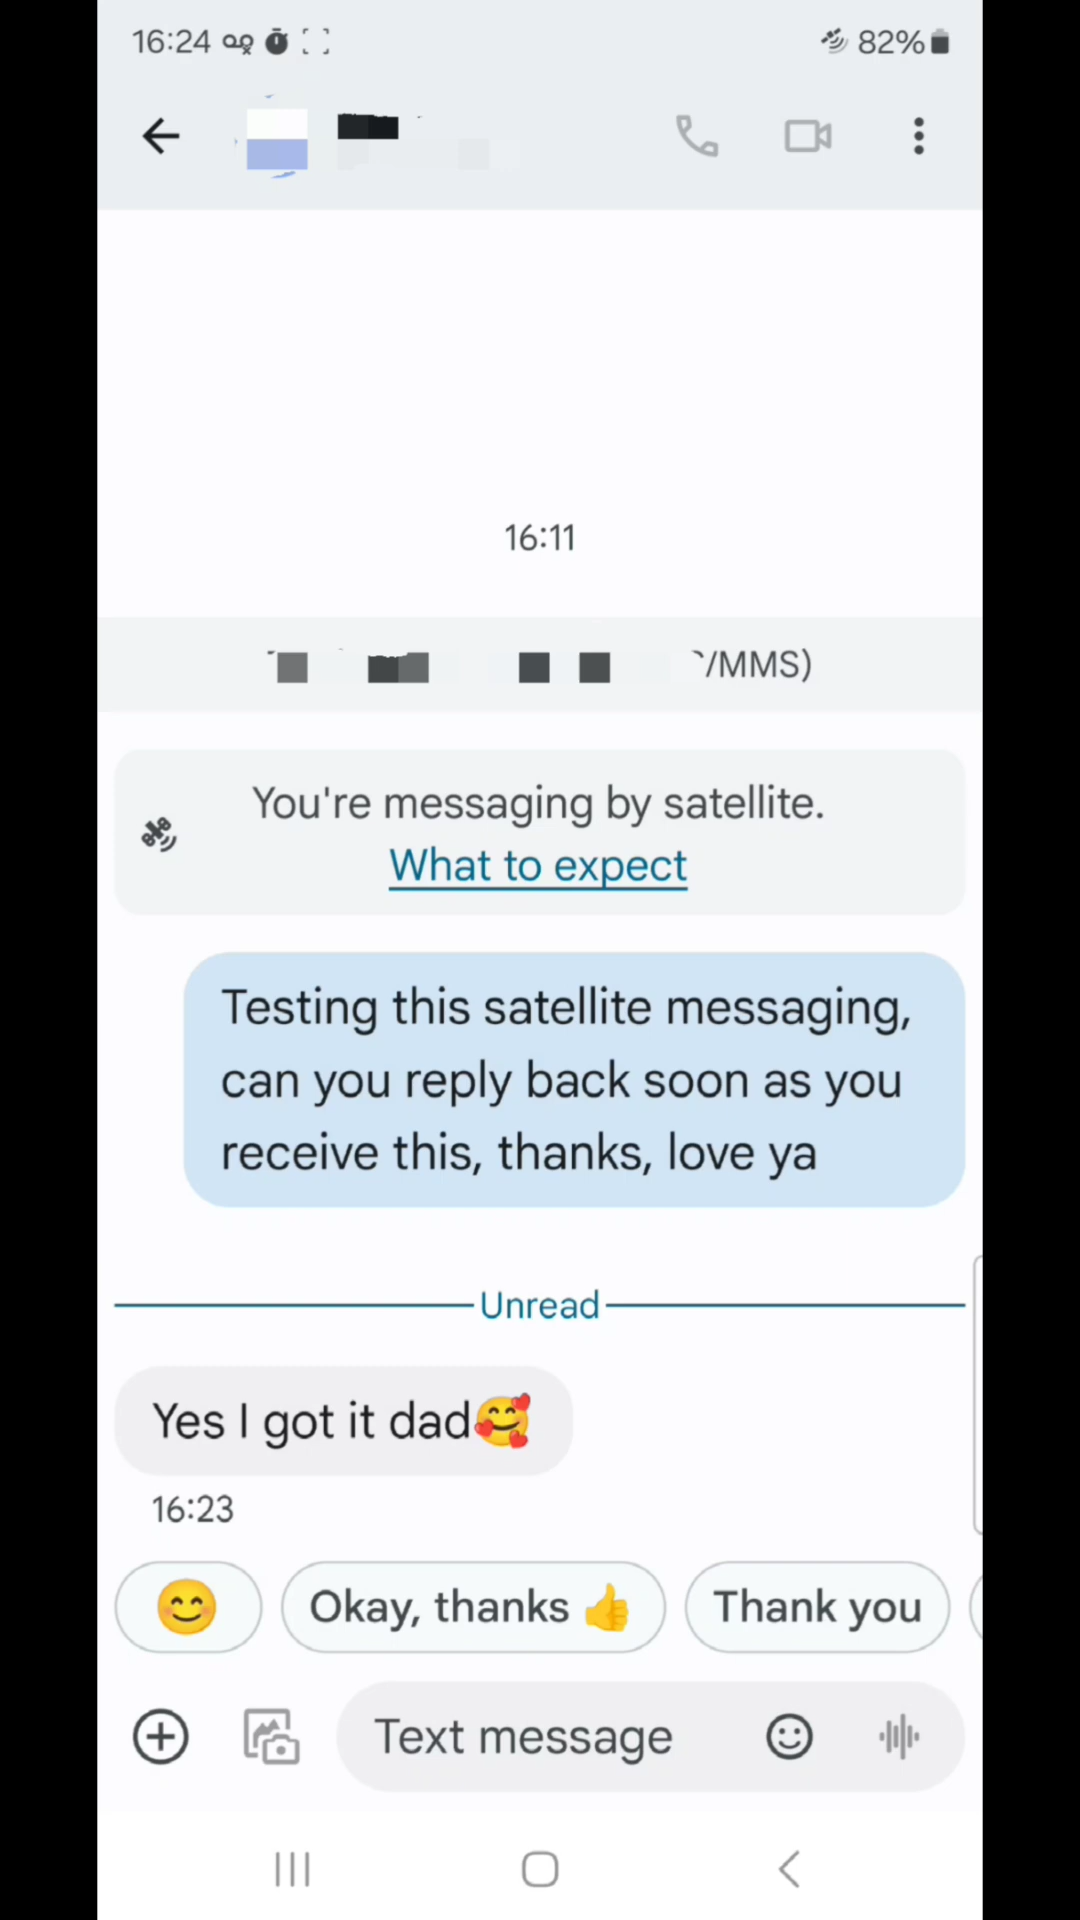 16:24
82%
16:11
/MMS)
You're messaging by satellite.
What to expect
Testing this satellite messaging,
can you reply back soon as you
receive this, thanks, love ya
Unread
Yes I got it dad🥰
16:23
😊
Okay, thanks 👍
Thank you
Text message